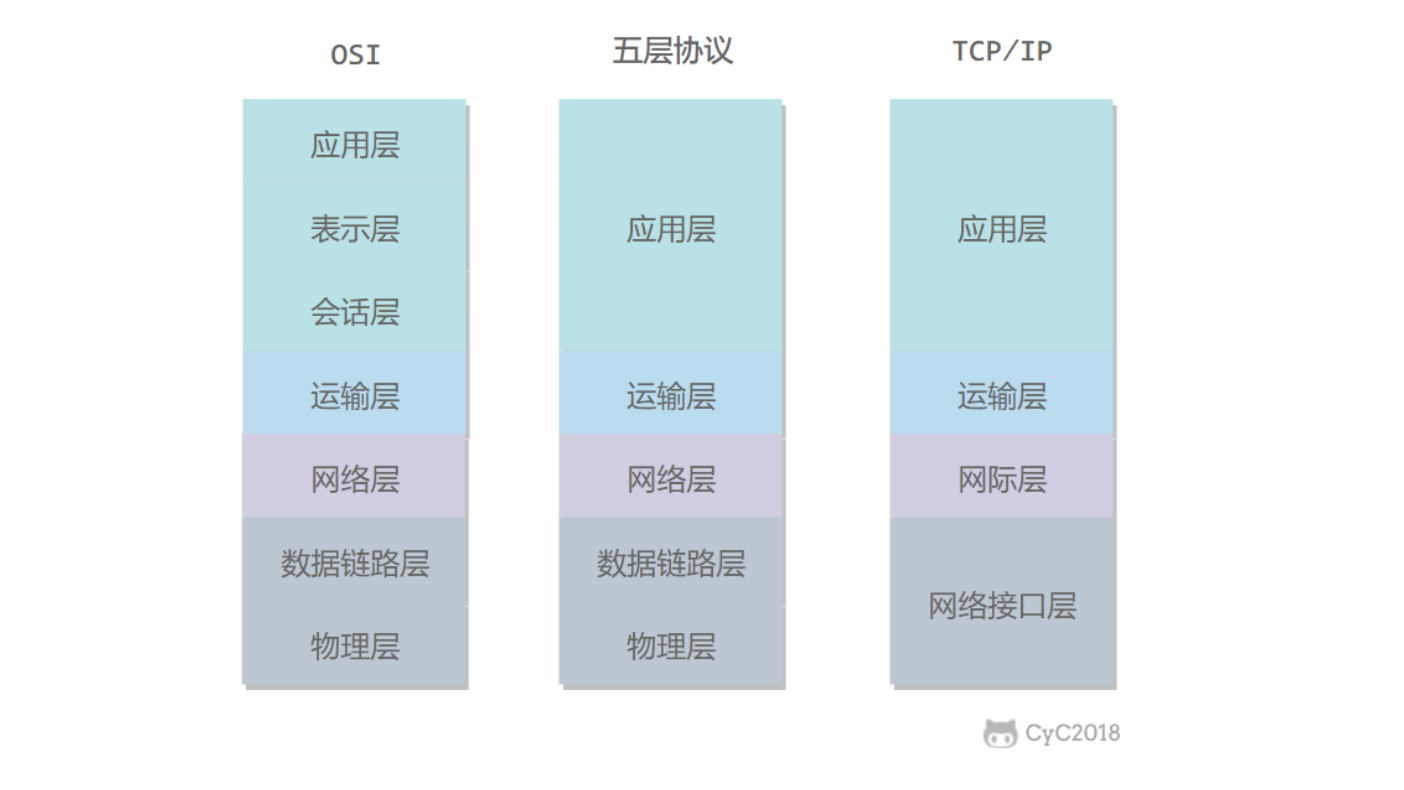 OSI
五层协议
TCP/IP
应用层
表示层
会话层
运输层
网络层
数据链路层
物理层
应用层
运输层
网络层
数据链路层
物理层
应用层
运输层
网际层
网络接口层
CyC2018